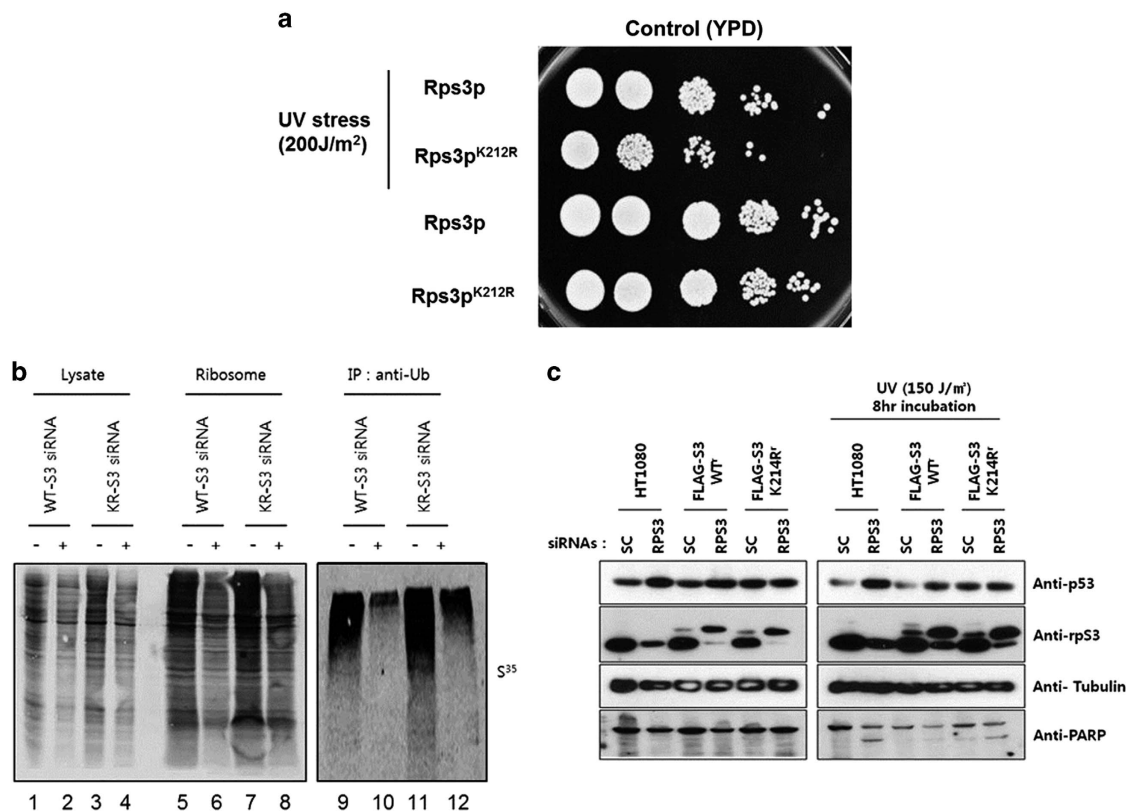 a
Control (YPD)
UV stress
(200J/m²)
Rps3p
Rps3pK212R
Rps3p
Rps3pK212R
b
Lysate
Ribosome
IP : anti-Ub
WT-S3 siRNA
KR-S3 siRNA
WT-S3 siRNA
KR-S3 siRNA
WT-S3 siRNA
KR-S3 siRNA
- + - + - + - + - + - +
S³⁵
1 2 3 4 5 6 7 8 9 10 11 12
c
UV (150 J/㎡)
8hr incubation
HT1080
FLAG-S3
WTʳ
FLAG-S3
K214Rʳ
HT1080
FLAG-S3
WTʳ
FLAG-S3
K214Rʳ
siRNAs : SC RPS3 SC RPS3 SC RPS3 SC RPS3 SC RPS3 SC RPS3
Anti-p53
Anti-rpS3
Anti- Tubulin
Anti-PARP